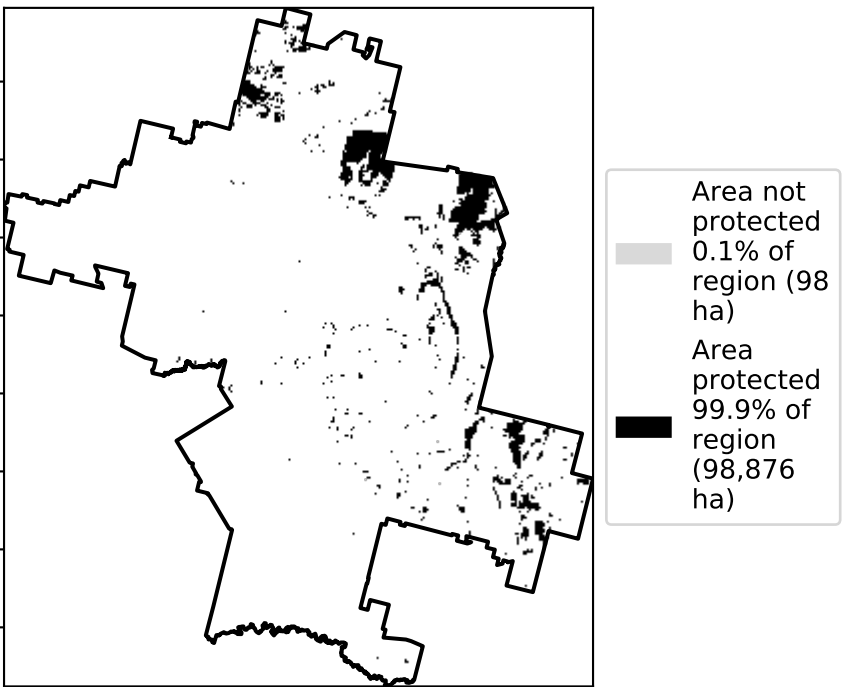 Area not
protected
0.1% of
region (98
ha)
Area
protected
99.9% of
region
(98,876
ha)